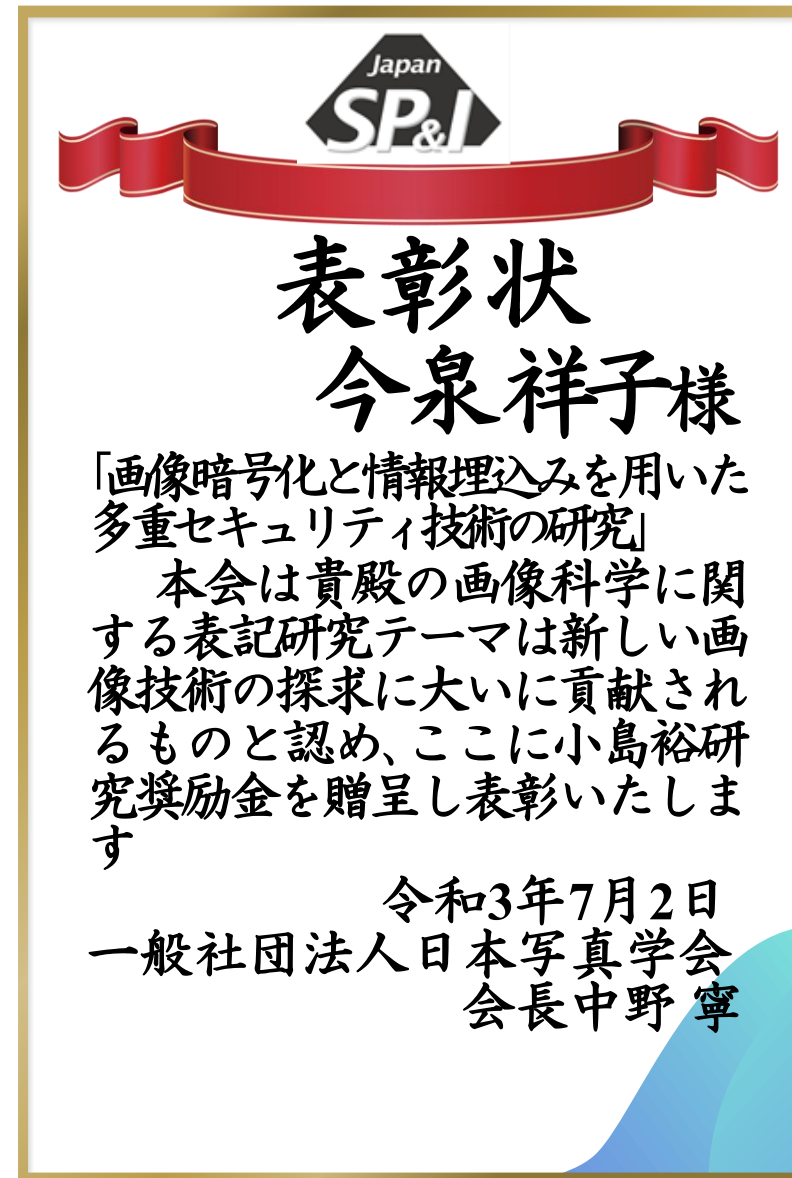 Japan
SP&I
表彰状
今泉祥子様
「画像暗号化と情報埋込みを用いた
多重セキュリティ技術の研究」
本会は貴殿の画像科学に関
する表記研究テーマは新しい画
像技術の探求に大いに貢献され
るものと認め、ここに小島裕研
究奨励金を贈呈し表彰いたしま
す
令和3年7月2日
一般社団法人日本写真学会
会長中野 寧